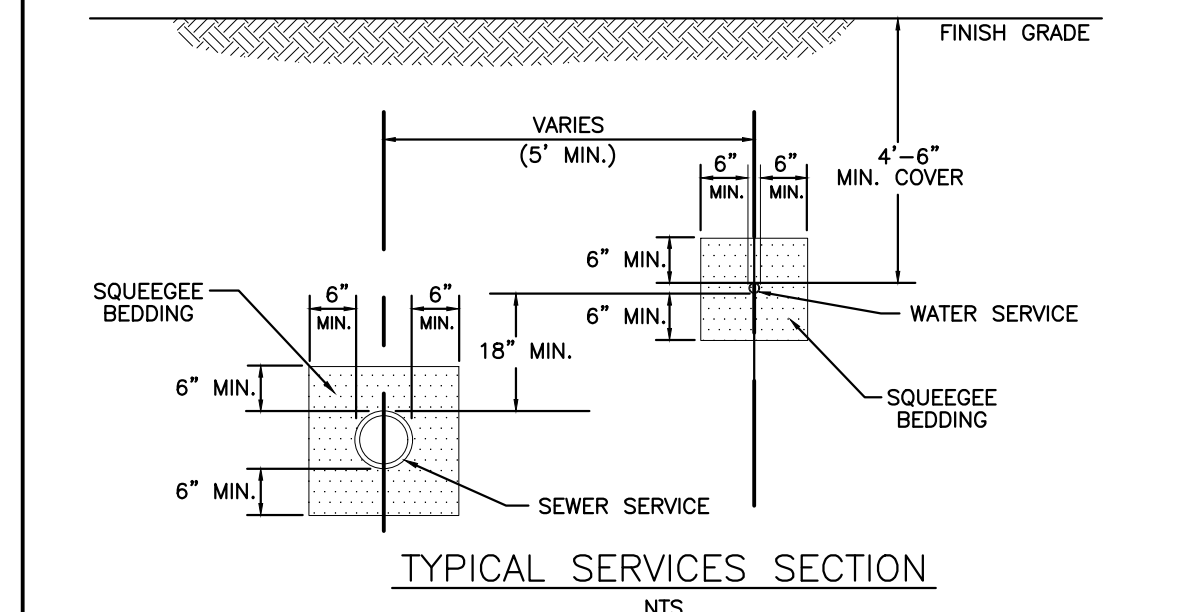 FINISH GRADE
VARIES
(5' MIN.)
6" 6"
MIN. MIN.
4'-6"
MIN. COVER
6" MIN.
6" MIN.
WATER SERVICE
SQUEEGEE
BEDDING
6" 6"
MIN. MIN.
18" MIN.
6" MIN.
SQUEEGEE
BEDDING
6" MIN.
SEWER SERVICE
TYPICAL SERVICES SECTION
NTS